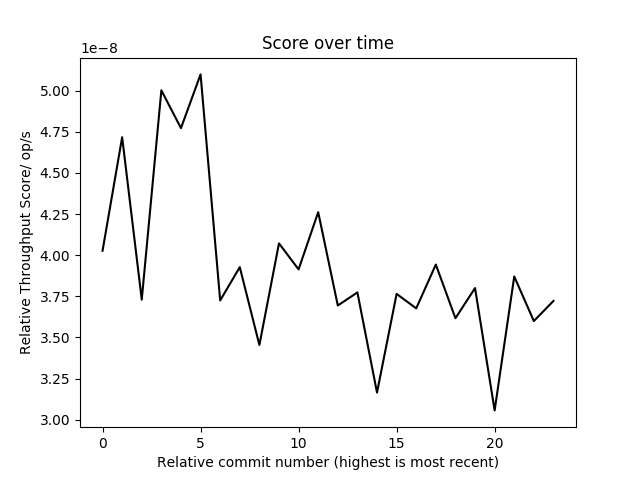 Score over time
1e−8
5.00
4.75
4.50
4.25
4.00
3.75
3.50
3.25
3.00
Relative Throughput Score/ op/s
0 5 10 15 20
Relative commit number (highest is most recent)